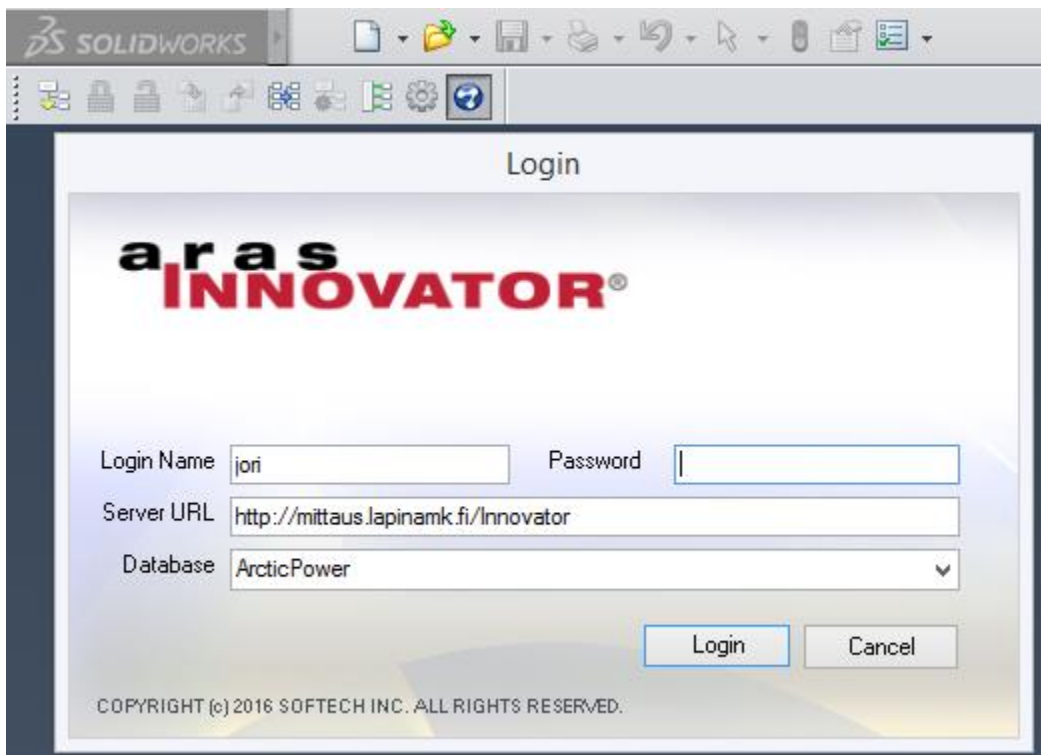 3S SOLIDWORKS
Login
aras
INNOVATOR®
Login Name jori Password
Server URL http://mittaus.lapinamk.fi/Innovator
Database ArcticPower
Login Cancel
COPYRIGHT (c) 2016 SOFTECH INC. ALL RIGHTS RESERVED.